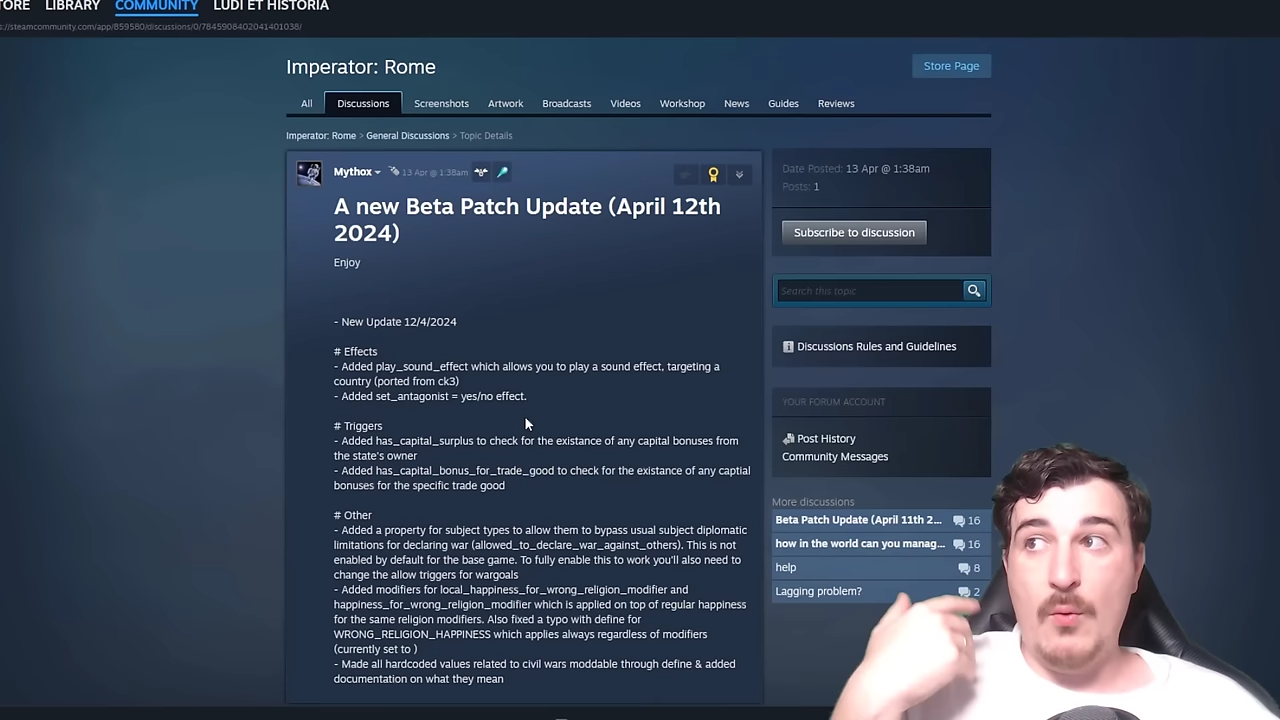 TORE LIBRARY COMMUNITY LUDI ET HISTORIA
s://steamcommunity.com/app/859580/discussions/0/7845908402041401038/
Imperator: Rome
Store Page
All Discussions Screenshots Artwork Broadcasts Videos Workshop News Guides Reviews
Imperator: Rome > General Discussions > Topic Details
Mythox 13 Apr @ 1:38am
A new Beta Patch Update (April 12th
2024)
Enjoy
- New Update 12/4/2024
# Effects
- Added play_sound_effect which allows you to play a sound effect, targeting a
country (ported from ck3)
- Added set_antagonist = yes/no effect.
# Triggers
- Added has_capital_surplus to check for the existance of any capital bonuses from
the state's owner
- Added has_capital_bonus_for_trade_good to check for the existance of any captial
bonuses for the specific trade good
# Other
- Added a property for subject types to allow them to bypass usual subject diplomatic
limitations for declaring war (allowed_to_declare_war_against_others). This is not
enabled by default for the base game. To fully enable this to work you'll also need to
change the allow triggers for wargoals
- Added modifiers for local_happiness_for_wrong_religion_modifier and
happiness_for_wrong_religion_modifier which is applied on top of regular happiness
for the same religion modifiers. Also fixed a typo with define for
WRONG_RELIGION_HAPPINESS which applies always regardless of modifiers
(currently set to )
- Made all hardcoded values related to civil wars moddable through define & added
documentation on what they mean
Date Posted: 13 Apr @ 1:38am
Posts: 1
Subscribe to discussion
Search this topic
Discussions Rules and Guidelines
YOUR FORUM ACCOUNT
Post History
Community Messages
More discussions
Beta Patch Update (April 11th 2... 16
how in the world can you manag... 16
help 8
Lagging problem? 2